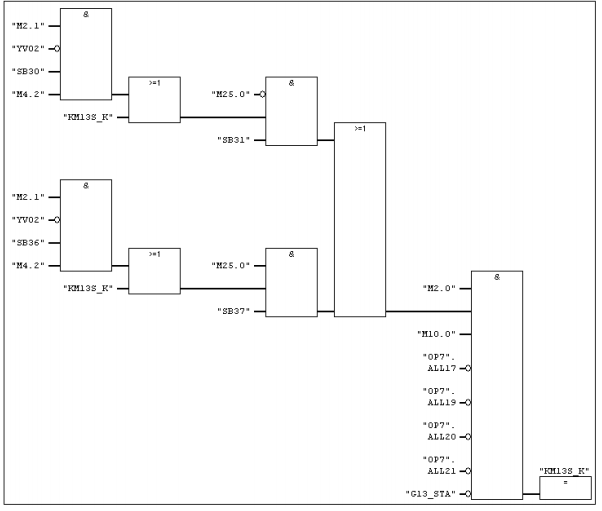 &
"M2.1"
"YV02"
"SB30"
"M4.2"
>=1
"KM13S_K"
"M25.0"
&
"SB31"
>=1
&
"M2.1"
"YV02"
"SB36"
"M4.2"
>=1
"KM13S_K"
"M25.0"
&
"SB37"
&
"M2.0"
"M10.0"
"OP7".
ALL17
"OP7".
ALL19
"OP7".
ALL20
"OP7".
ALL21
"G13_STA"
"KM13S_K"
=